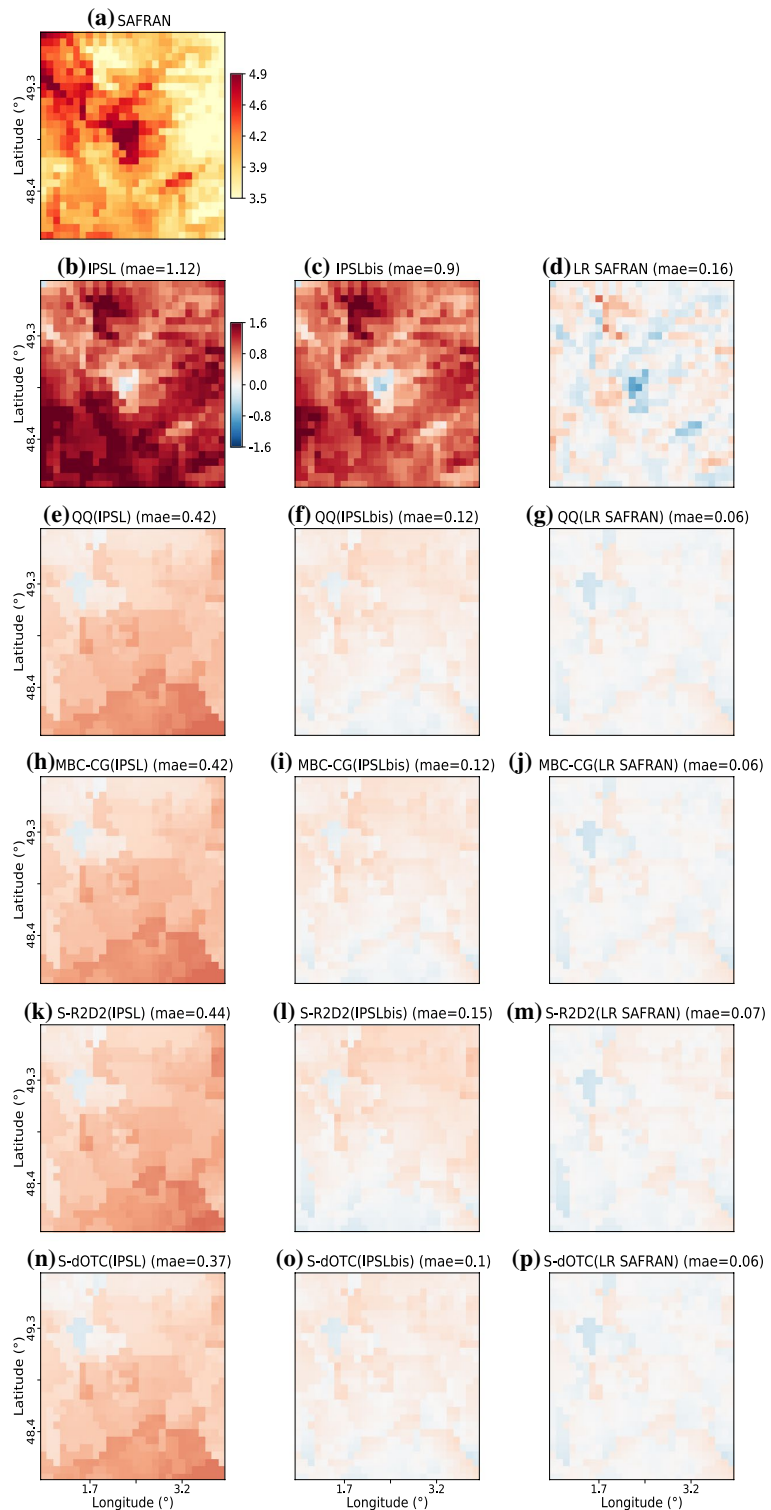 (a) SAFRAN
Latitude (°)
49.3
48.4
4.9
4.6
4.2
3.9
3.5
(b) IPSL (mae=1.12)
(c) IPSLbis (mae=0.9)
(d) LR SAFRAN (mae=0.16)
Latitude (°)
49.3
48.4
1.6
0.8
0.0
-0.8
-1.6
(e) QQ(IPSL) (mae=0.42)
(f) QQ(IPSLbis) (mae=0.12)
(g) QQ(LR SAFRAN) (mae=0.06)
Latitude (°)
49.3
48.4
(h) MBC-CG(IPSL) (mae=0.42)
(i) MBC-CG(IPSLbis) (mae=0.12)
(j) MBC-CG(LR SAFRAN) (mae=0.06)
Latitude (°)
49.3
48.4
(k) S-R2D2(IPSL) (mae=0.44)
(l) S-R2D2(IPSLbis) (mae=0.15)
(m) S-R2D2(LR SAFRAN) (mae=0.07)
Latitude (°)
49.3
48.4
(n) S-dOTC(IPSL) (mae=0.37)
(o) S-dOTC(IPSLbis) (mae=0.1)
(p) S-dOTC(LR SAFRAN) (mae=0.06)
Latitude (°)
49.3
48.4
1.7 3.2
Longitude (°)
1.7 3.2
Longitude (°)
1.7 3.2
Longitude (°)